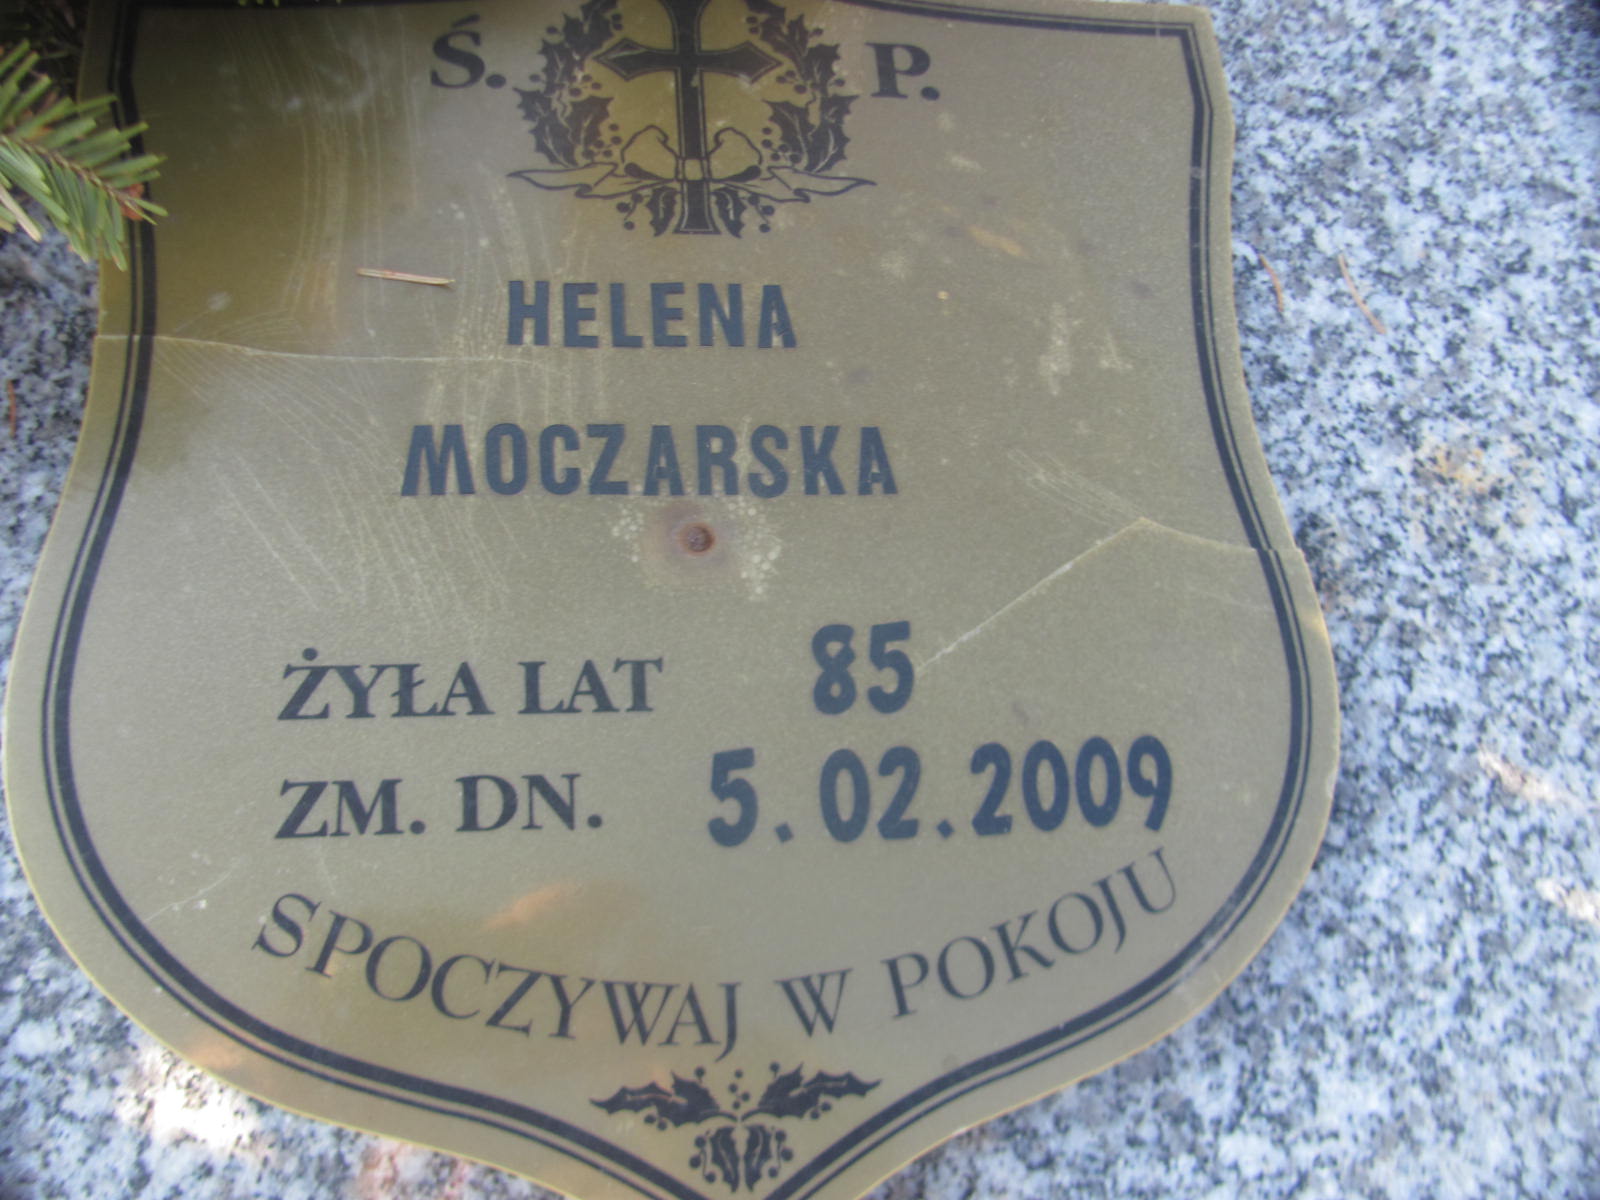 Ś. P.
HELENA
MOCZARSKA
ŻYŁA LAT 85
ZM. DN. 5.02.2009
SPOCZYWAJ W POKOJU